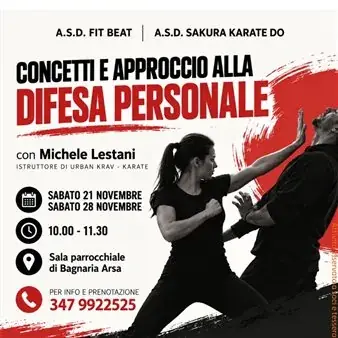 A.S.D. FIT BEAT | A.S.D. SAKURA KARATE DO
CONCETTI E APPROCCIO ALLA
DIFESA PERSONALE
con Michele Lestani
ISTRUTTORE DI URBAN KRAV - KARATE
SABATO 21 NOVEMBRE
SABATO 28 NOVEMBRE
10.00 - 11.30
Sala parrocchiale
di Bagnaria Arsa
PER INFO E PRENOTAZIONE
347 9922525